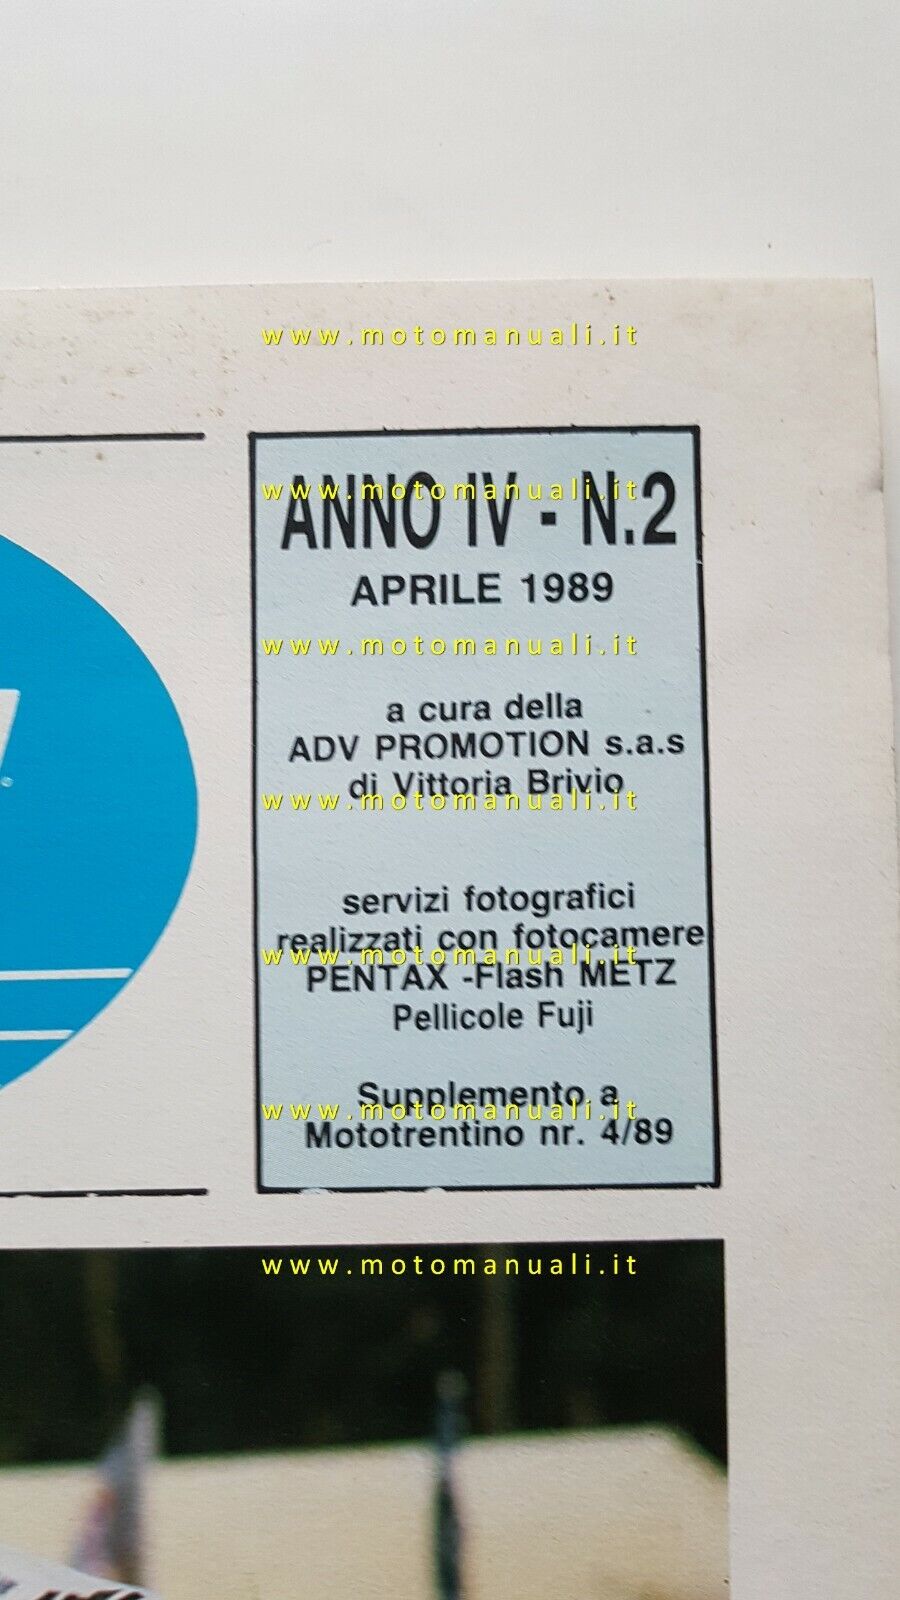 www.motomanuali.it
ANNO IV - N.2
www.motomanuali.it
APRILE 1989
www.motomanuali.it
a cura della
ADV PROMOTION s.a.s
di Vittoria Brivio
www.motomanuali.it
servizi fotografici
realizzati con fotocamere
www.motomanuali.it
PENTAX -Flash METZ
Pellicole Fuji
Supplemento a
www.motomanuali.it
Mototrentino nr. 4/89
www.motomanuali.it